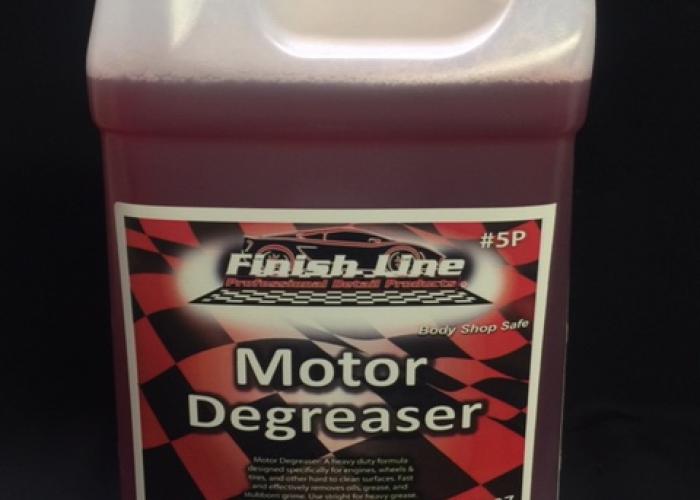 #5P
Finish Line
Professional Detail Products
Body Shop Safe
Motor
Degreaser
Motor Degreaser: A heavy duty formula
designed specifically for engines, wheels &
tires, and other hard to clean surfaces. Fast
and effectively removes oils, grease, and
stubborn grime. Use stright for heavy grease.